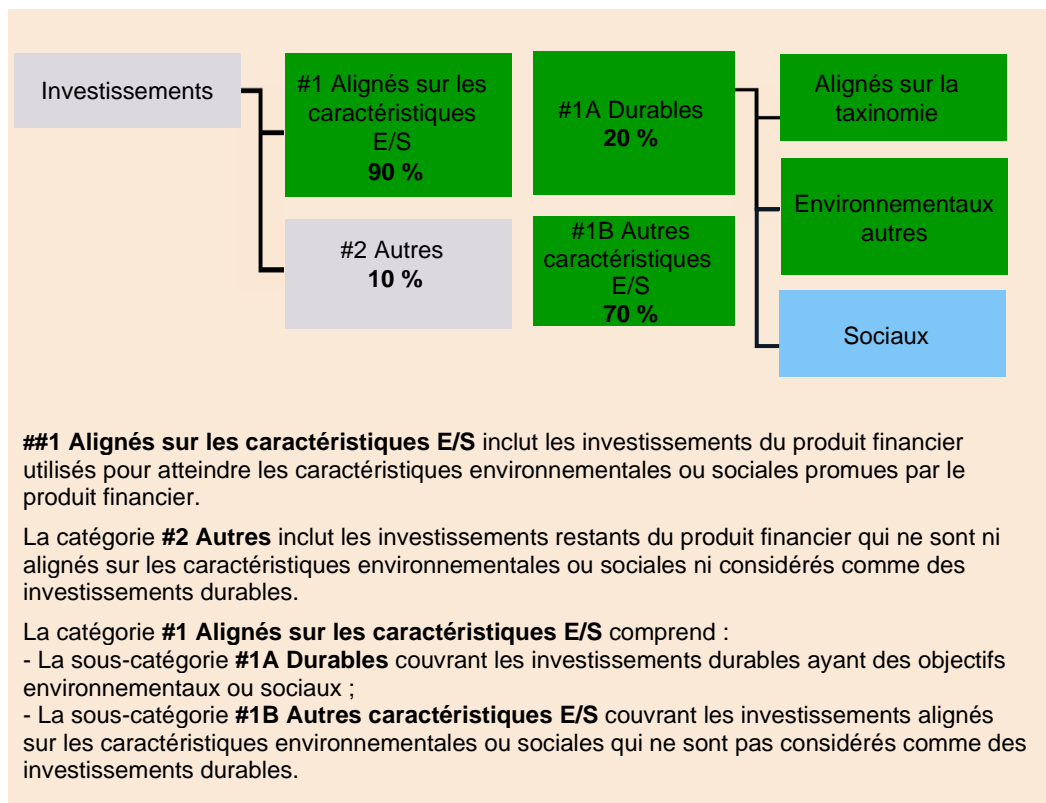 Investissements
#1 Alignés sur les
caractéristiques
E/S
90 %
#2 Autres
10 %
#1A Durables
20 %
#1B Autres
caractéristiques
E/S
70 %
Alignés sur la
taxinomie
Environnementaux
autres
Sociaux
##1 Alignés sur les caractéristiques E/S inclut les investissements du produit financier
utilisés pour atteindre les caractéristiques environnementales ou sociales promues par le
produit financier.
La catégorie #2 Autres inclut les investissements restants du produit financier qui ne sont ni
alignés sur les caractéristiques environnementales ou sociales ni considérés comme des
investissements durables.
La catégorie #1 Alignés sur les caractéristiques E/S comprend :
- La sous-catégorie #1A Durables couvrant les investissements durables ayant des objectifs
environnementaux ou sociaux ;
- La sous-catégorie #1B Autres caractéristiques E/S couvrant les investissements alignés
sur les caractéristiques environnementales ou sociales qui ne sont pas considérés comme des
investissements durables.